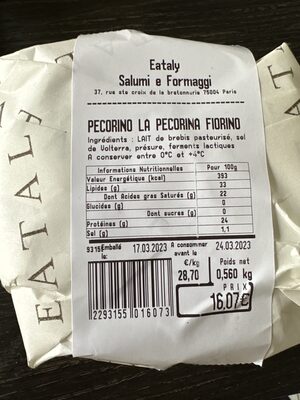 EATALY
Eataly
Salumi e Formaggi
37, rue ste croix de la bretonnerie 75004 Paris
PECORINO LA PECORINA FIORINO
Ingrédients : LAIT de brebis pasteurisé, sel
de Volterra, présure, ferments lactiques
A conserver entre 0°C et +4°C
Informations Nutritionnelles Pour 100g
Valeur Energétique (kcal) 393
Lipides (g) 33
Dont Acides gras Saturés (g) 22
Glucides (g) 0
Dont sucres (g) 0
Protéines (g) 24
Sel (g) 1,1
93155 Emballé le: 17.03.2023 A consommer avant le 24.03.2023
€/kg 28,70
Poids net 0,560 kg
PRIX
16,07€
2293155 016073